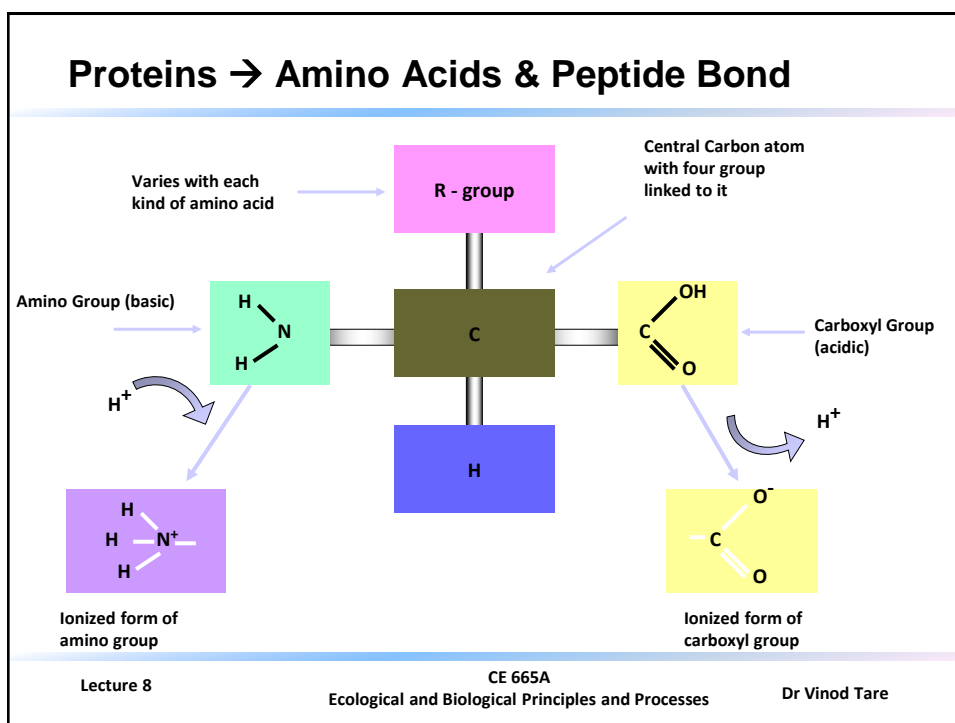 Proteins → Amino Acids & Peptide Bond
Central Carbon atom
with four group
linked to it
Varies with each
kind of amino acid
R - group
Amino Group (basic)
H
N
H
C
OH
C
O
Carboxyl Group
(acidic)
H+
H+
H
H
H
N+
H
O-
C
O
Ionized form of
amino group
Ionized form of
carboxyl group
Lecture 8
CE 665A
Ecological and Biological Principles and Processes
Dr Vinod Tare